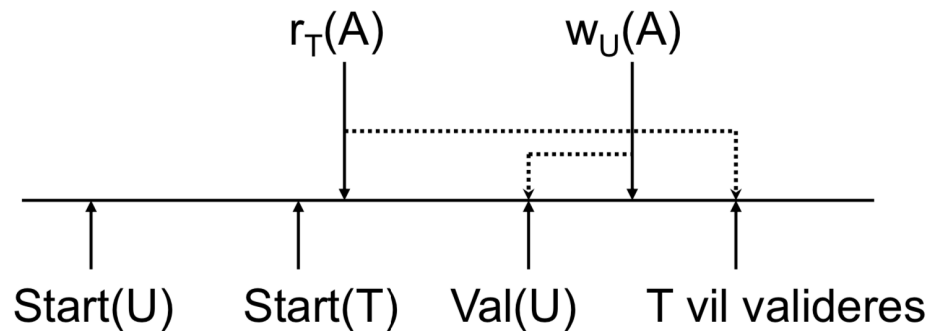 r_T(A) w_U(A)
Start(U) Start(T) Val(U) T vil valideres